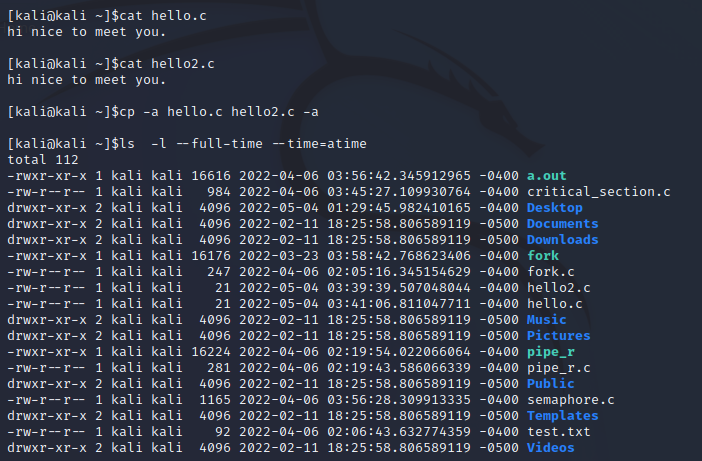 [kali@kali ~]$cat hello.c
hi nice to meet you.
[kali@kali ~]$cat hello2.c
hi nice to meet you.
[kali@kali ~]$cp -a hello.c hello2.c -a
[kali@kali ~]$ls  -l --full-time --time=atime
total 112
-rwxr-xr-x 1 kali kali 16616 2022-04-06 03:56:42.345912965 -0400 a.out
-rw-r--r-- 1 kali kali   984 2022-04-06 03:45:27.109930764 -0400 critical_section.c
drwxr-xr-x 2 kali kali  4096 2022-05-04 01:29:45.982410165 -0400 Desktop
drwxr-xr-x 2 kali kali  4096 2022-02-11 18:25:58.806589119 -0500 Documents
drwxr-xr-x 2 kali kali  4096 2022-02-11 18:25:58.806589119 -0500 Downloads
-rwxr-xr-x 1 kali kali 16176 2022-03-23 03:58:42.768623406 -0400 fork
-rw-r--r-- 1 kali kali   247 2022-04-06 02:05:16.345154629 -0400 fork.c
-rw-r--r-- 1 kali kali    21 2022-05-04 03:39:39.507048044 -0400 hello2.c
-rw-r--r-- 1 kali kali    21 2022-05-04 03:41:06.811047711 -0400 hello.c
drwxr-xr-x 2 kali kali  4096 2022-02-11 18:25:58.806589119 -0500 Music
drwxr-xr-x 2 kali kali  4096 2022-02-11 18:25:58.806589119 -0500 Pictures
-rwxr-xr-x 1 kali kali 16224 2022-04-06 02:19:54.022066064 -0400 pipe_r
-rw-r--r-- 1 kali kali   281 2022-04-06 02:19:43.586066339 -0400 pipe_r.c
drwxr-xr-x 2 kali kali  4096 2022-02-11 18:25:58.806589119 -0500 Public
-rw-r--r-- 1 kali kali  1165 2022-04-06 03:56:28.309913335 -0400 semaphore.c
drwxr-xr-x 2 kali kali  4096 2022-02-11 18:25:58.806589119 -0500 Templates
-rw-r--r-- 1 kali kali    92 2022-04-06 02:06:43.632774359 -0400 test.txt
drwxr-xr-x 2 kali kali  4096 2022-02-11 18:25:58.806589119 -0500 Videos